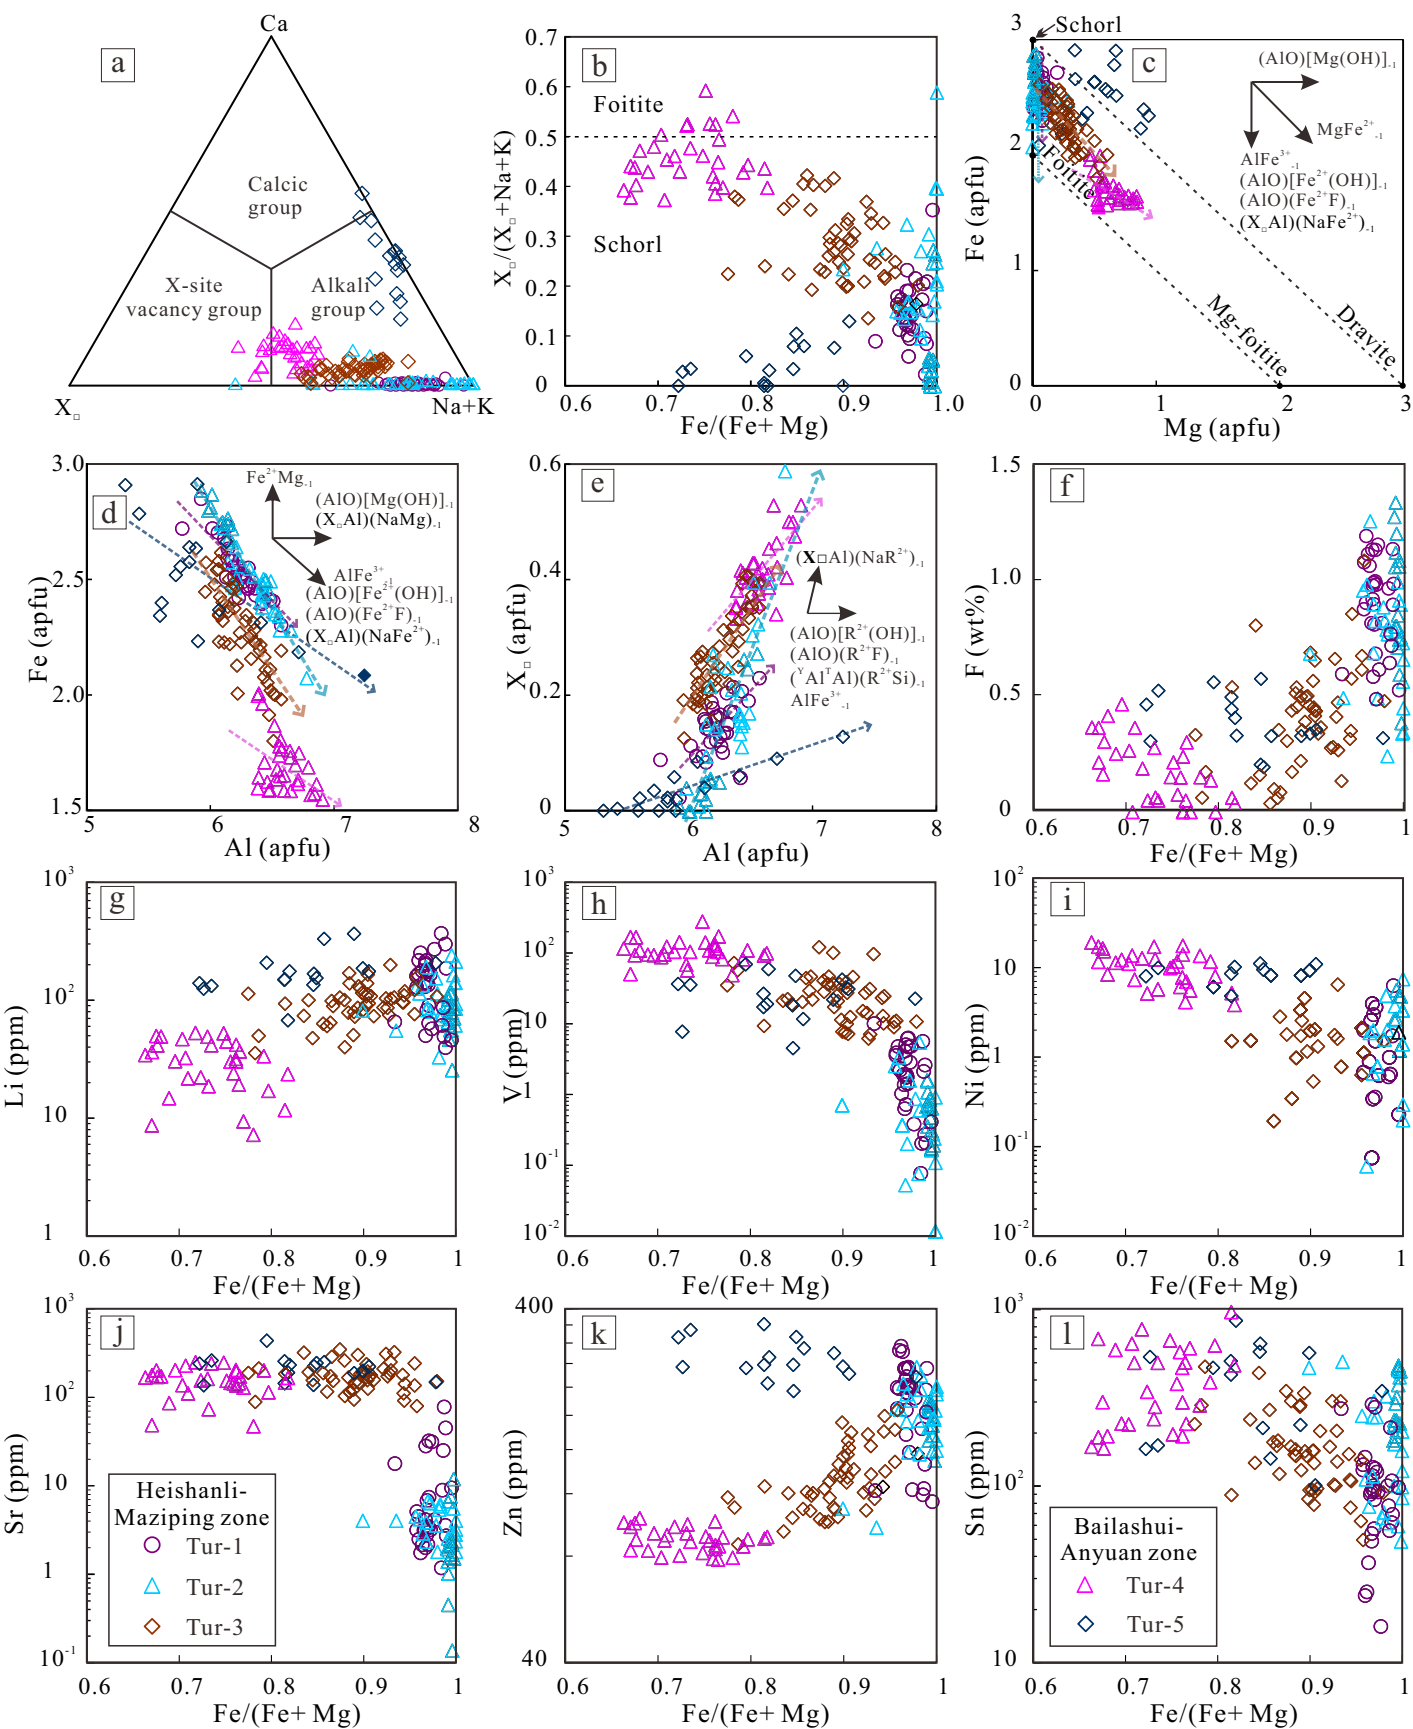 a
Ca
Calcic
group
X-site
vacancy group
Alkali
group
X□
Na+K
b
0.7
0.6
0.5
0.4
0.3
0.2
0.1
0
Foitite
Schorl
X□/(X□+Na+K)
0.6
0.7
0.8
0.9
1.0
Fe/(Fe+ Mg)
c
3
2
1
0
Schorl
(AlO)[Mg(OH)]-1
MgFe²⁺-1
AlFe³⁺-1
(AlO)[Fe²⁺(OH)]-1
(AlO)(Fe²⁺F)-1
(X□Al)(NaFe²⁺)-1
Foitite
Mg-foitite
Dravite
Fe (apfu)
0
1
2
3
Mg (apfu)
d
3.0
2.5
2.0
1.5
Fe²⁺Mg-1
(AlO)[Mg(OH)]-1
(X□Al)(NaMg)-1
AlFe³⁺-1
(AlO)[Fe²⁺(OH)]-1
(AlO)(Fe²⁺F)-1
(X□Al)(NaFe²⁺)-1
Fe (apfu)
5
6
7
8
Al (apfu)
e
0.6
0.4
0.2
0
(X□Al)(NaR²⁺)-1
(AlO)[R²⁺(OH)]-1
(AlO)(R²⁺F)-1
(ʸAlᵀAl)(R²⁺Si)-1
AlFe³⁺-1
X□ (apfu)
5
6
7
8
Al (apfu)
f
1.5
1.0
0.5
0
F (wt%)
0.6
0.7
0.8
0.9
1
Fe/(Fe+ Mg)
g
10³
10²
10
1
Li (ppm)
0.6
0.7
0.8
0.9
1
Fe/(Fe+ Mg)
h
10³
10²
10
1
10⁻¹
10⁻²
V (ppm)
0.6
0.7
0.8
0.9
1
Fe/(Fe+ Mg)
i
10²
10
1
10⁻¹
10⁻²
Ni (ppm)
0.6
0.7
0.8
0.9
1
Fe/(Fe+ Mg)
j
10³
10²
10
1
10⁻¹
Sr (ppm)
Heishanli-
Maziping zone
Tur-1
Tur-2
Tur-3
0.6
0.7
0.8
0.9
1
Fe/(Fe+ Mg)
k
400
40
Zn (ppm)
0.6
0.7
0.8
0.9
1
Fe/(Fe+ Mg)
l
10³
10²
10
Sn (ppm)
Bailashui-
Anyuan zone
Tur-4
Tur-5
0.6
0.7
0.8
0.9
1
Fe/(Fe+ Mg)